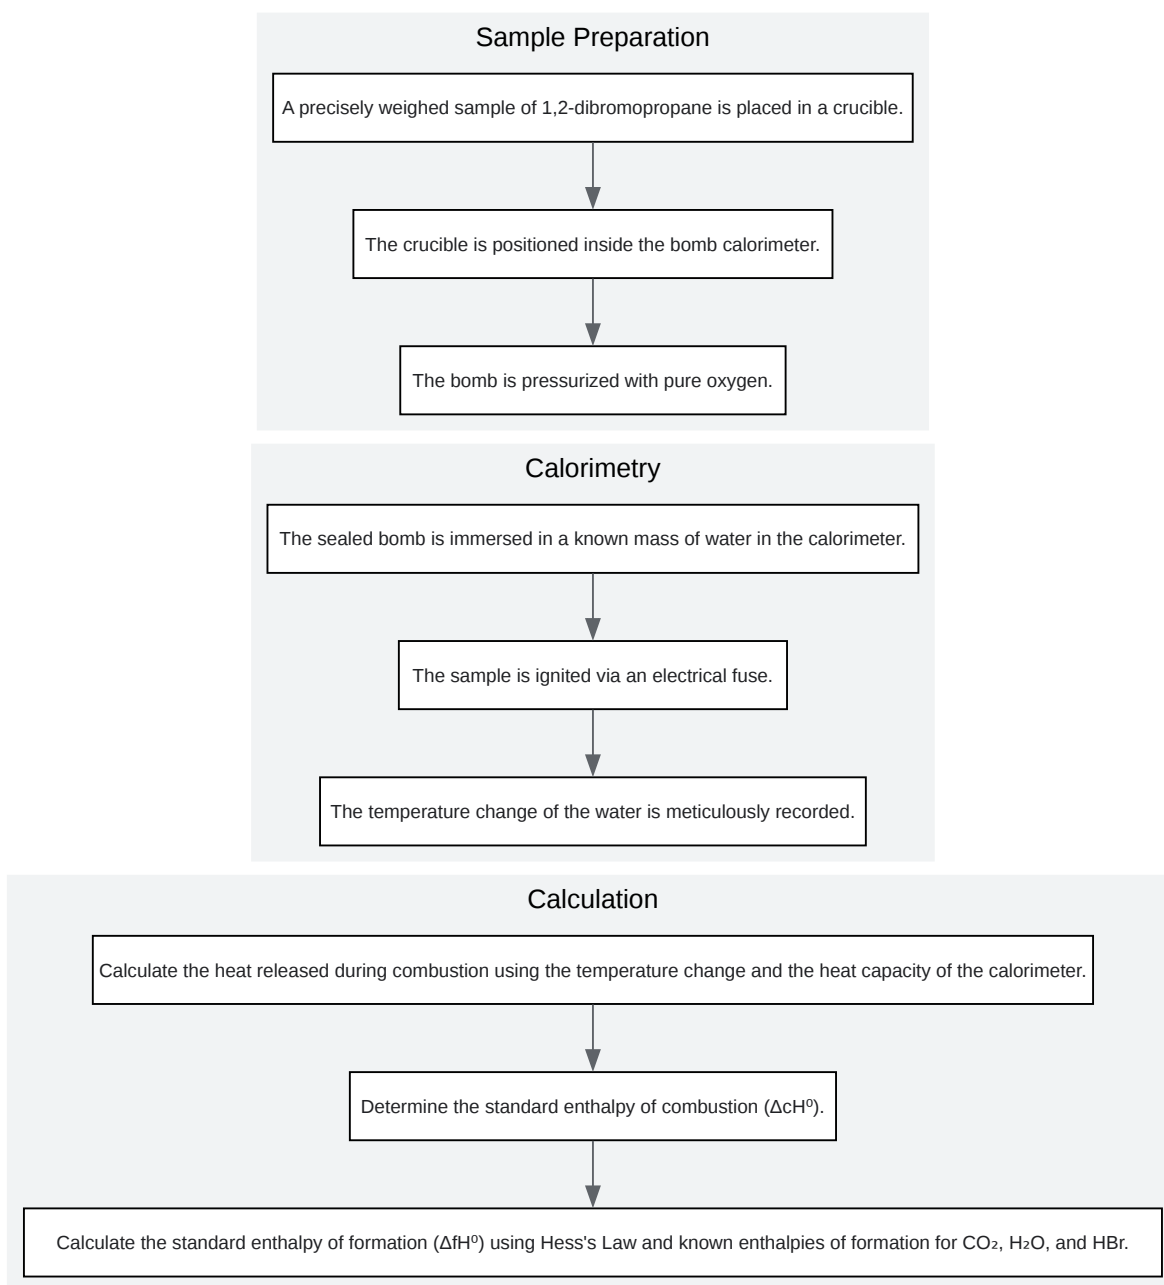 Sample Preparation
A precisely weighed sample of 1,2-dibromopropane is placed in a crucible.
The crucible is positioned inside the bomb calorimeter.
The bomb is pressurized with pure oxygen.
Calorimetry
The sealed bomb is immersed in a known mass of water in the calorimeter.
The sample is ignited via an electrical fuse.
The temperature change of the water is meticulously recorded.
Calculation
Calculate the heat released during combustion using the temperature change and the heat capacity of the calorimeter.
Determine the standard enthalpy of combustion (ΔcH⁰).
Calculate the standard enthalpy of formation (ΔfH⁰) using Hess's Law and known enthalpies of formation for CO₂, H₂O, and HBr.